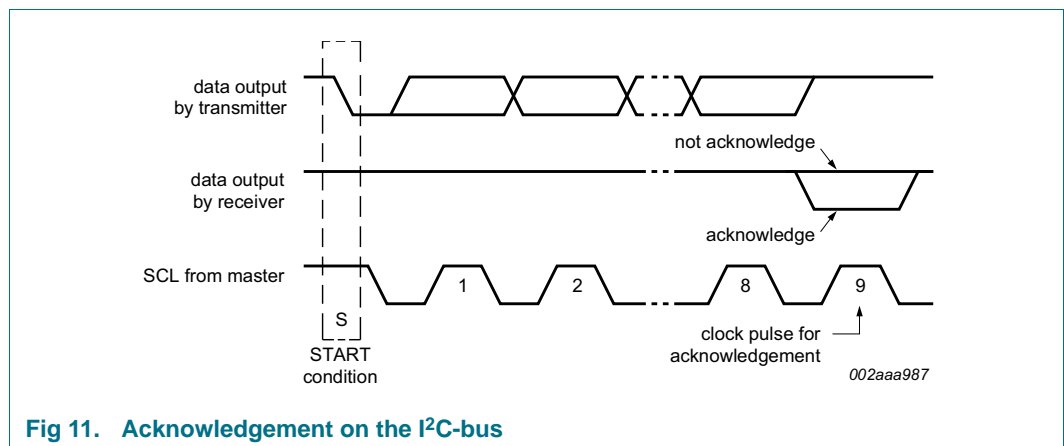 data output
by transmitter
not acknowledge
data output
by receiver
acknowledge
SCL from master
1
2
8
9
S
START
condition
clock pulse for
acknowledgement
002aaa987
Fig 11. Acknowledgement on the I²C-bus